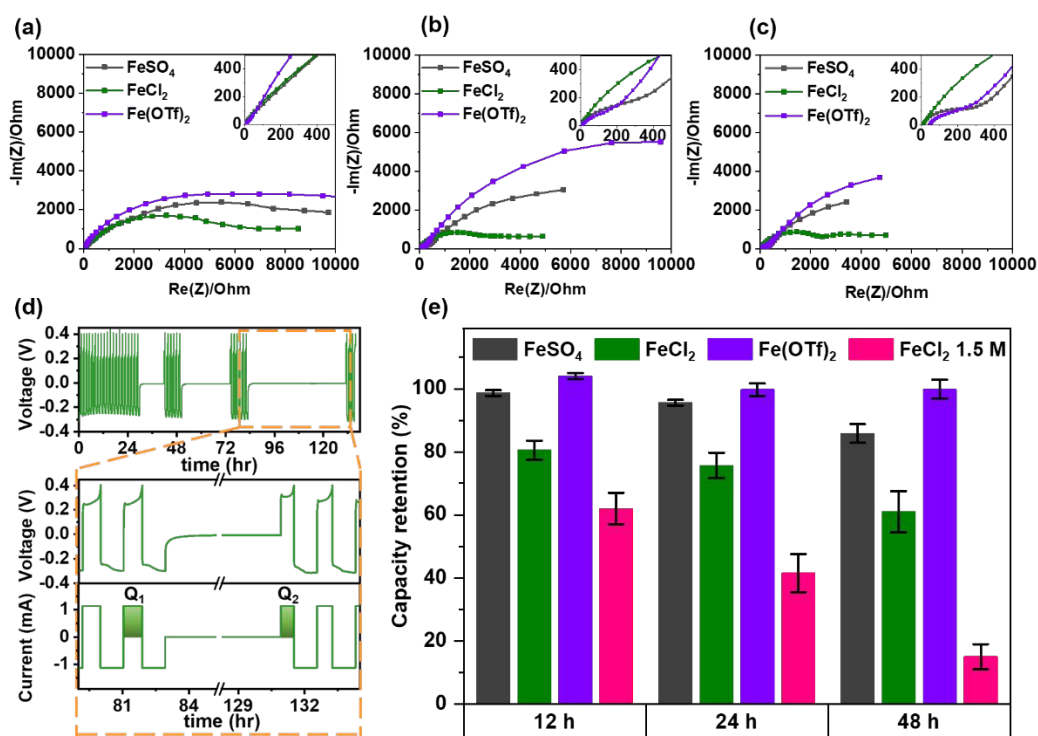 (a)
(b)
(c)
10000
8000
6000
4000
2000
0
-Im(Z)/Ohm
FeSO4
FeCl2
Fe(OTf)2
400
200
0
0 200 400
0 2000 4000 6000 8000 10000
Re(Z)/Ohm
10000
8000
6000
4000
2000
0
-Im(Z)/Ohm
FeSO4
FeCl2
Fe(OTf)2
400
200
0
0 200 400
0 2000 4000 6000 8000 10000
Re(Z)/Ohm
10000
8000
6000
4000
2000
0
-Im(Z)/Ohm
FeSO4
FeCl2
Fe(OTf)2
400
200
0
0 200 400
0 2000 4000 6000 8000 10000
Re(Z)/Ohm
(d)
0.4
0.2
0.0
-0.2
-0.4
Voltage (V)
0 24 48 72 96 120
time (hr)
0.4
0.2
0.0
-0.2
0.4
Voltage (V)
Q1
Q2
1
0
-1
Current (mA)
81 84 129 132
time (hr)
(e)
FeSO4 FeCl2 Fe(OTf)2 FeCl2 1.5 M
100
80
60
40
20
0
Capacity retention (%)
12 h 24 h 48 h